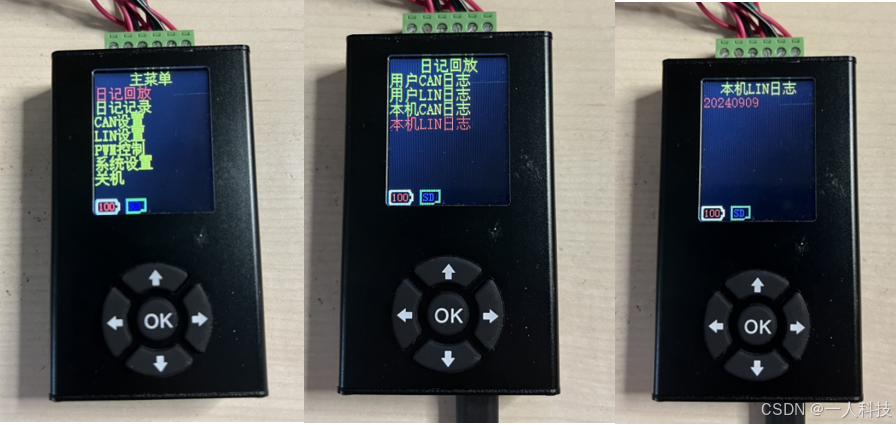 主菜单
日记回放
日记记录
CAN设置
LIN设置
PWM控制
系统设置
关机
100
OK
日记回放
用户CAN日志
用户LIN日志
本机CAN日志
本机LIN日志
100 SD
OK
本机LIN日志
20240909
100 SD
OK
CSDN @一人科技